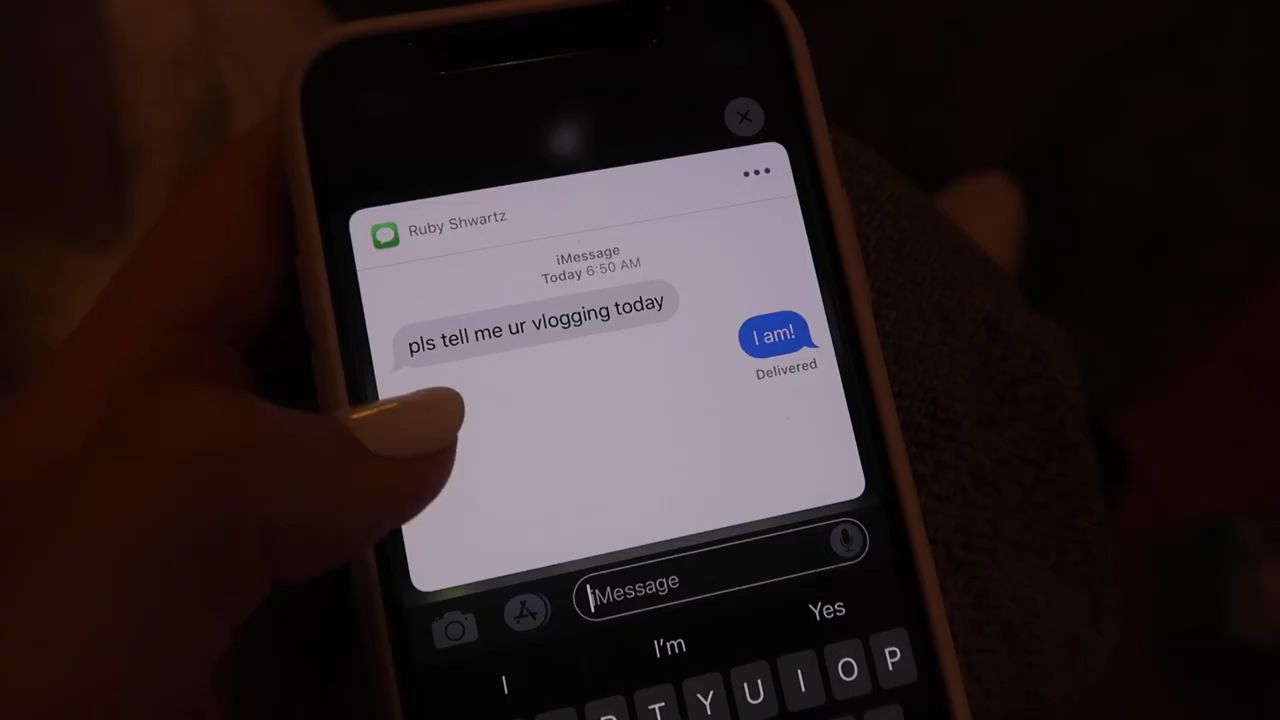 Ruby Shwartz
iMessage
Today 6:50 AM
pls tell me ur vlogging today
I am!
Delivered
iMessage
I
I'm
Yes
T Y U I O P